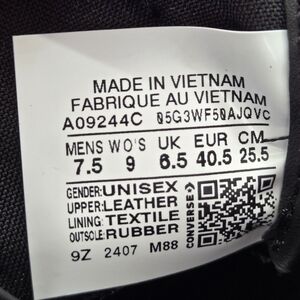 MADE IN VIETNAM
FABRIQUE AU VIETNAM
A09244C 05G3WF50AJQVC
MENS WO'S UK EUR CM
7.5 9 6.5 40.5 25.5
GENDER: UNISEX
UPPER: LEATHER
LINING: TEXTILE
OUTSOLE: RUBBER
CONVERSE
9Z 2407 M88